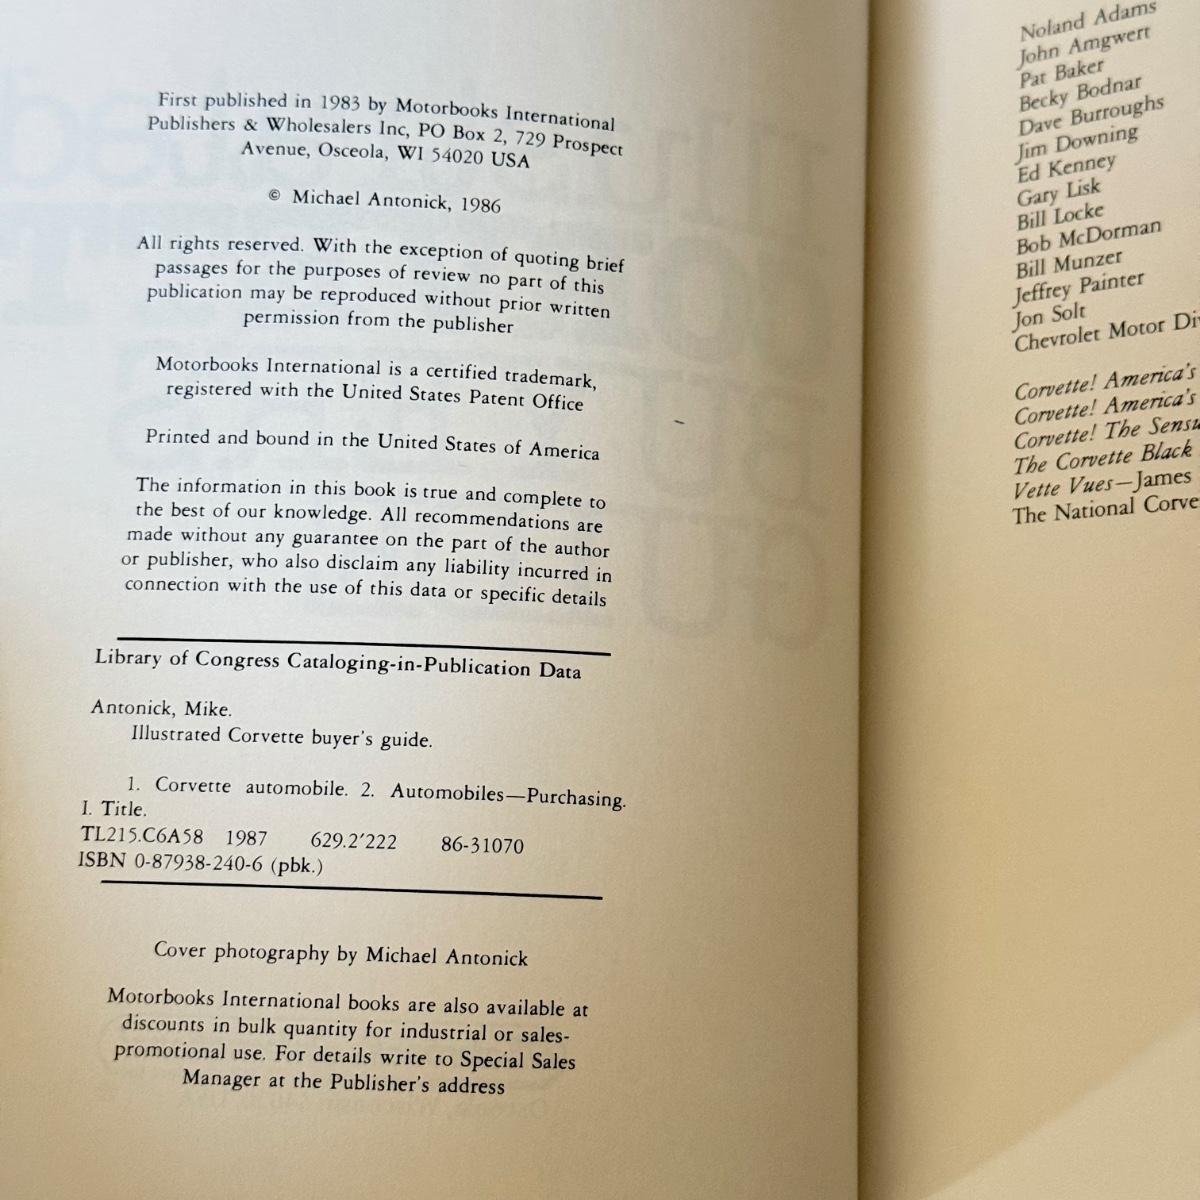 First published in 1983 by Motorbooks International
Publishers & Wholesalers Inc, PO Box 2, 729 Prospect
Avenue, Osceola, WI 54020 USA
© Michael Antonick, 1986
All rights reserved. With the exception of quoting brief
passages for the purposes of review no part of this
publication may be reproduced without prior written
permission from the publisher
Motorbooks International is a certified trademark,
registered with the United States Patent Office
Printed and bound in the United States of America
The information in this book is true and complete to
the best of our knowledge. All recommendations are
made without any guarantee on the part of the author
or publisher, who also disclaim any liability incurred in
connection with the use of this data or specific details
Library of Congress Cataloging-in-Publication Data
Antonick, Mike.
Illustrated Corvette buyer's guide.
1. Corvette automobile. 2. Automobiles—Purchasing.
I. Title.
TL215.C6A58 1987 629.2'222 86-31070
ISBN 0-87938-240-6 (pbk.)
Cover photography by Michael Antonick
Motorbooks International books are also available at
discounts in bulk quantity for industrial or sales-
promotional use. For details write to Special Sales
Manager at the Publisher's address
Noland Adams
John Amgwert
Pat Baker
Becky Bodnar
Dave Burroughs
Jim Downing
Ed Kenney
Gary Lisk
Bill Locke
Bob McDorman
Bill Munzer
Jeffrey Painter
Jon Solt
Chevrolet Motor Di
Corvette! America's
Corvette! America's
Corvette! The Sensu
The Corvette Black
Vette Vues—James
The National Corve